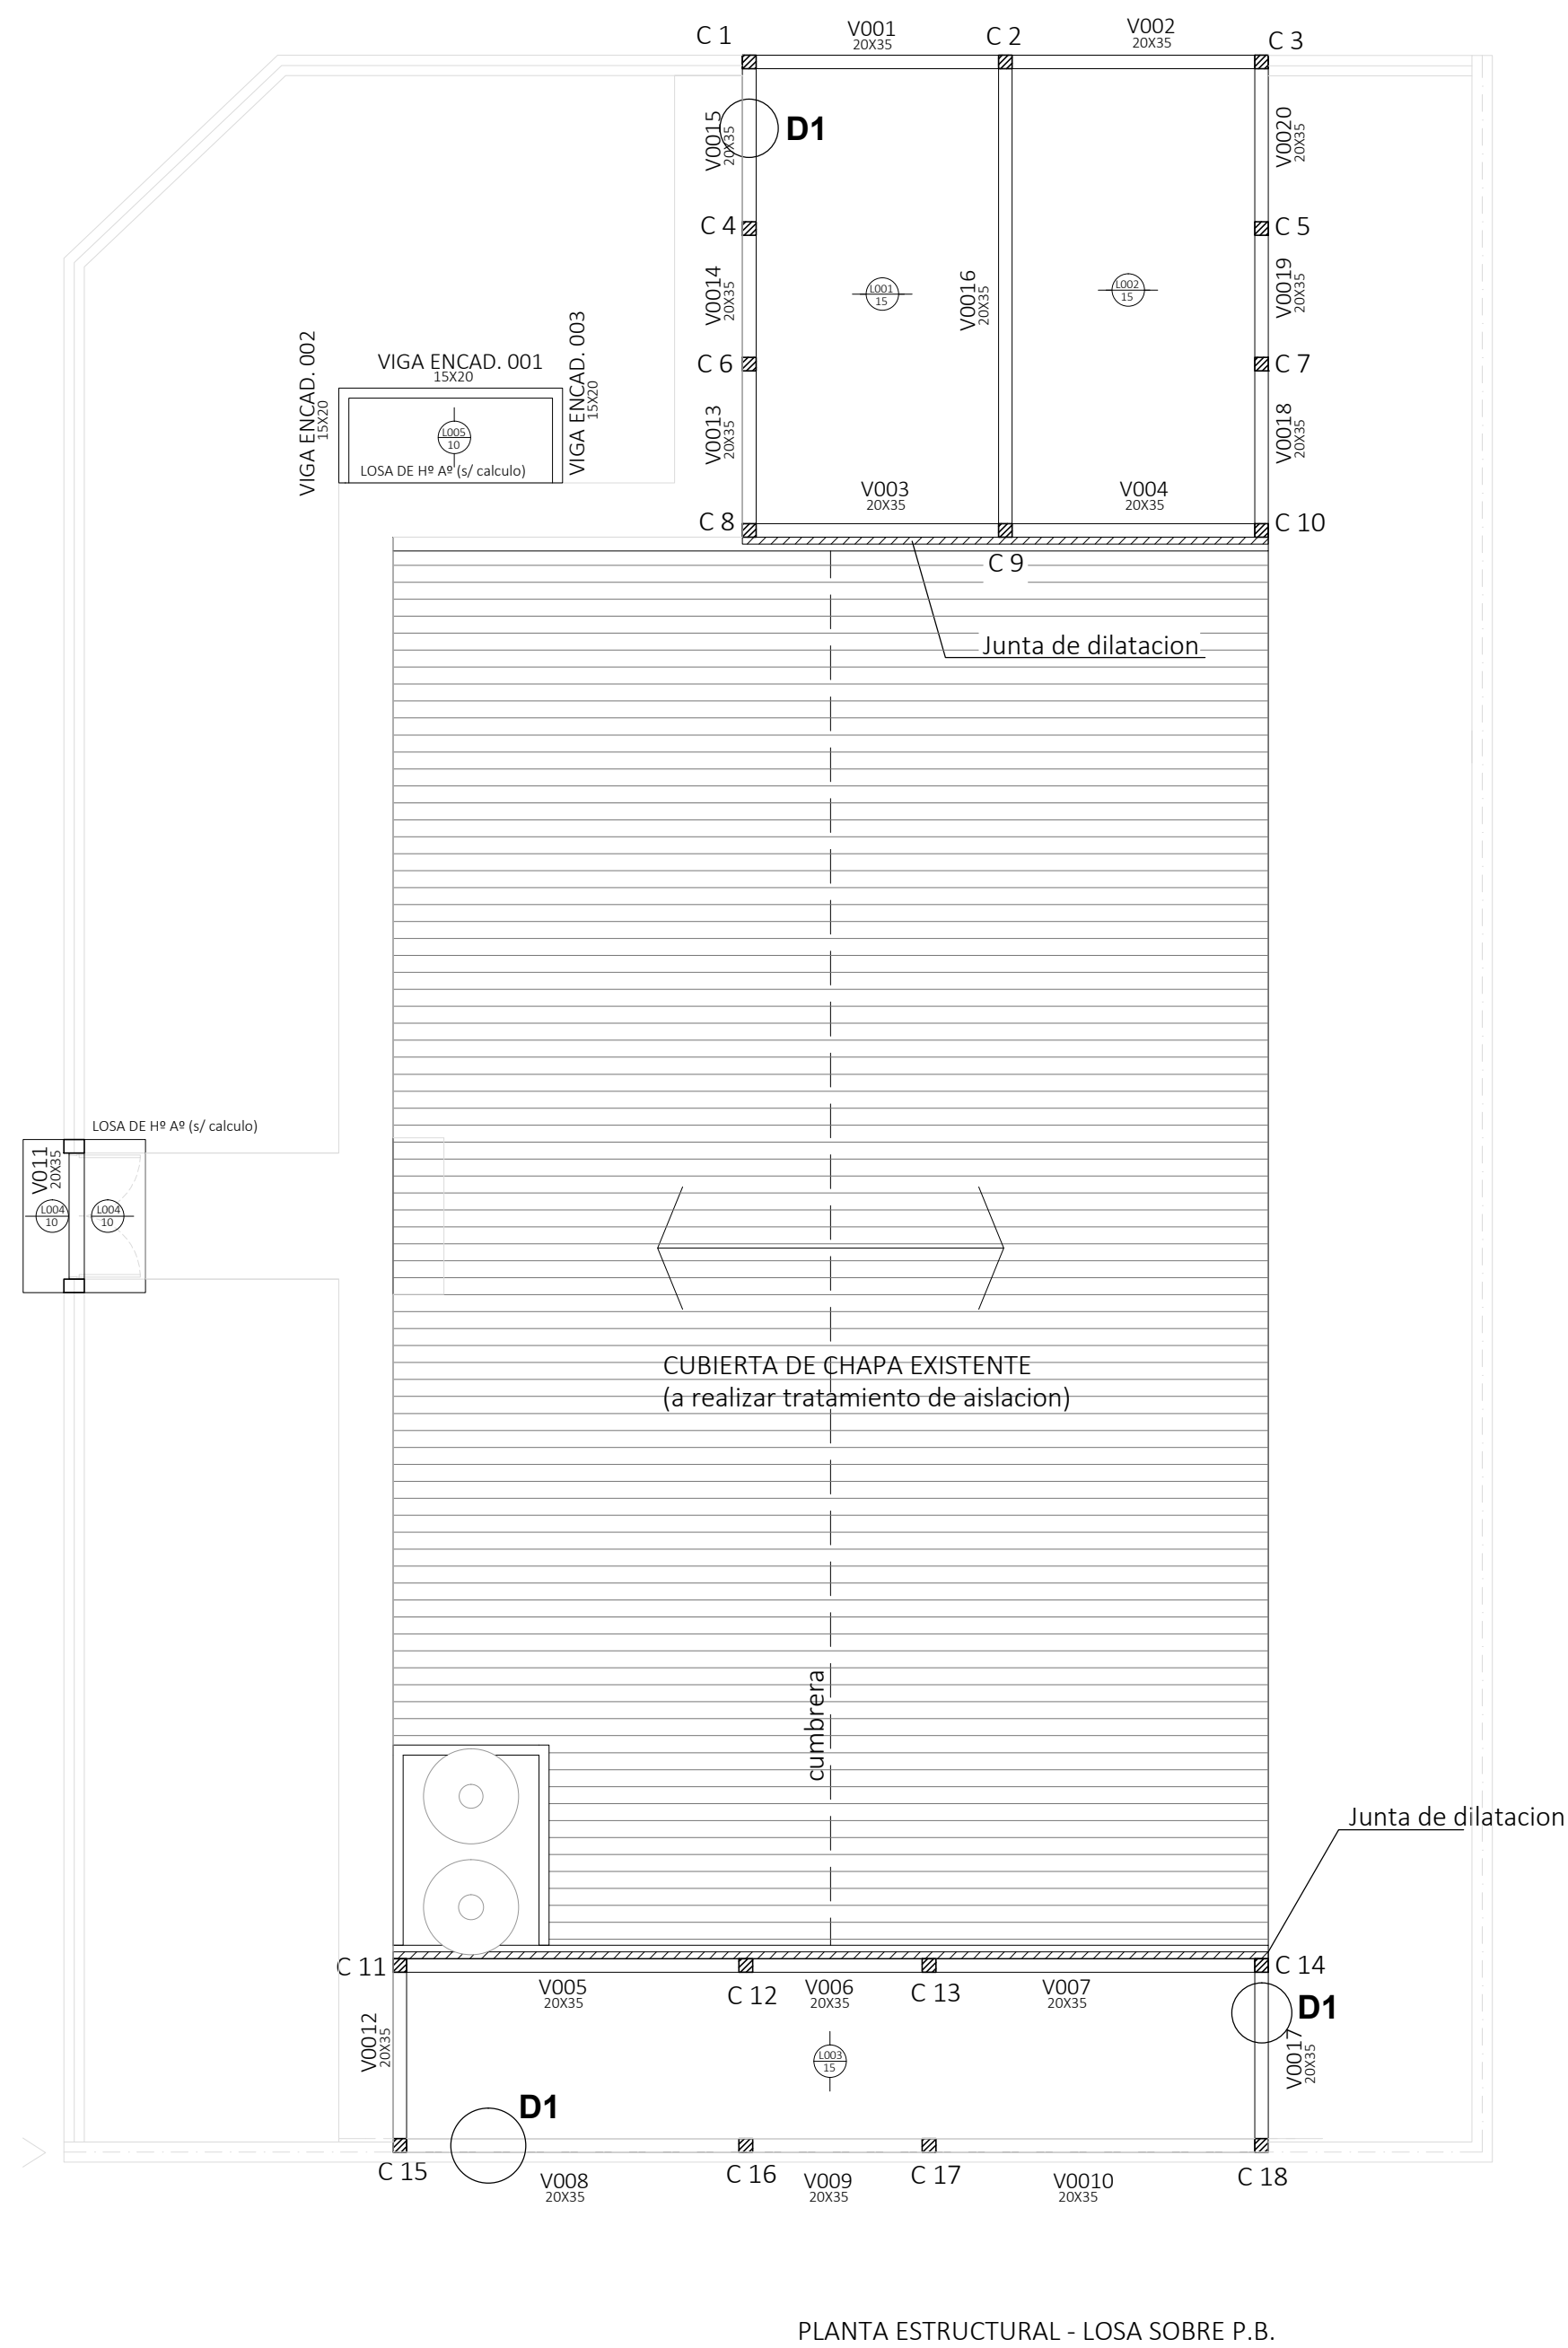 C 1
V001
20X35
C 2
V002
20X35
C 3
V0015
20X35
D1
V0020
20X35
C 4
C 5
V0014
20X35
L001
15
V0016
20X35
L002
15
V0019
20X35
VIGA ENCAD. 002
15X20
VIGA ENCAD. 001
15X20
VIGA ENCAD. 003
15X20
C 6
C 7
L005
10
LOSA DE Hº Aº (s/ calculo)
V0013
20X35
V0018
20X35
V003
20X35
V004
20X35
C 8
C 10
C 9
Junta de dilatacion
LOSA DE Hº Aº (s/ calculo)
V011
20X35
L004
10
L004
10
CUBIERTA DE CHAPA EXISTENTE
(a realizar tratamiento de aislacion)
cumbrera
Junta de dilatacion
C 11
C 14
V005
20X35
C 12
V006
20X35
C 13
V007
20X35
D1
V0012
20X35
L003
15
V0017
20X35
D1
C 15
V008
20X35
C 16
V009
20X35
C 17
V0010
20X35
C 18
PLANTA ESTRUCTURAL - LOSA SOBRE P.B.